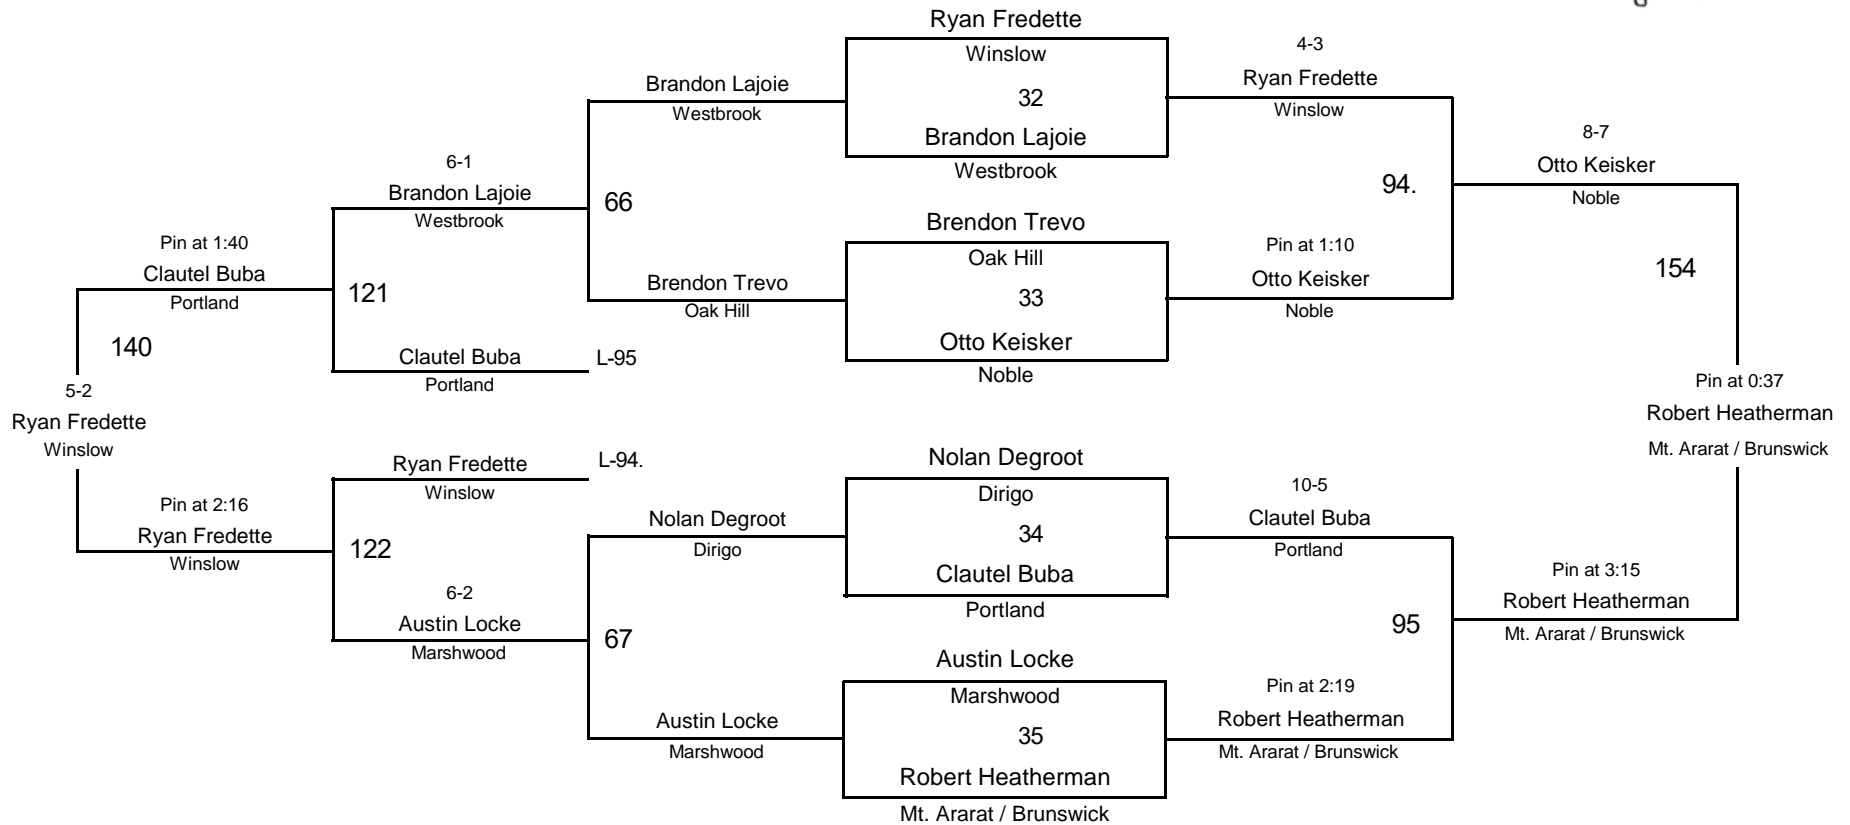 Ryan Fredette
Winslow
32
Brandon Lajoie
Westbrook
4-3
Ryan Fredette
Winslow
Brandon Lajoie
Westbrook
8-7
Otto Keisker
Noble
6-1
Brandon Lajoie
Westbrook
66
94.
Brendon Trevo
Oak Hill
33
Otto Keisker
Noble
Pin at 1:10
Otto Keisker
Noble
154
Pin at 1:40
Clautel Buba
Portland
121
Brendon Trevo
Oak Hill
140
Clautel Buba
Portland
L-95
5-2
Ryan Fredette
Winslow
Pin at 0:37
Robert Heatherman
Mt. Ararat / Brunswick
Ryan Fredette
Winslow
L-94.
Nolan Degroot
Dirigo
34
Clautel Buba
Portland
10-5
Clautel Buba
Portland
Pin at 2:16
Ryan Fredette
Winslow
122
Nolan Degroot
Dirigo
6-2
Austin Locke
Marshwood
67
95
Pin at 3:15
Robert Heatherman
Mt. Ararat / Brunswick
Austin Locke
Marshwood
35
Robert Heatherman
Mt. Ararat / Brunswick
Austin Locke
Marshwood
Pin at 2:19
Robert Heatherman
Mt. Ararat / Brunswick